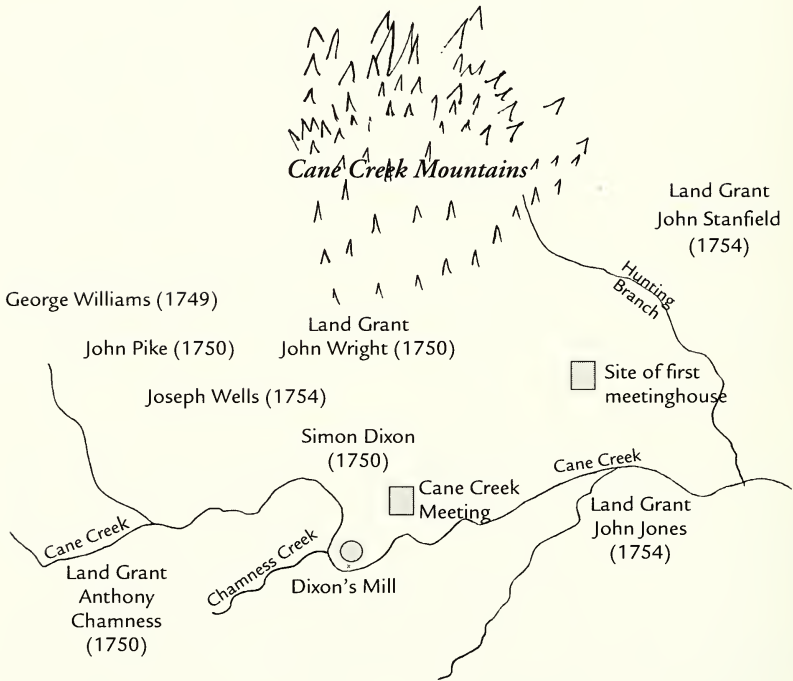 Cane Creek Mountains
Land Grant
John Stanfield
(1754)
Hunting
Branch
George Williams (1749)
Land Grant
John Wright (1750)
John Pike (1750)
Site of first
meetinghouse
Joseph Wells (1754)
Simon Dixon
(1750)
Cane Creek
Cane Creek
Meeting
Land Grant
John Jones
(1754)
Cane Creek
Chamness Creek
Dixon's Mill
Land Grant
Anthony
Chamness
(1750)